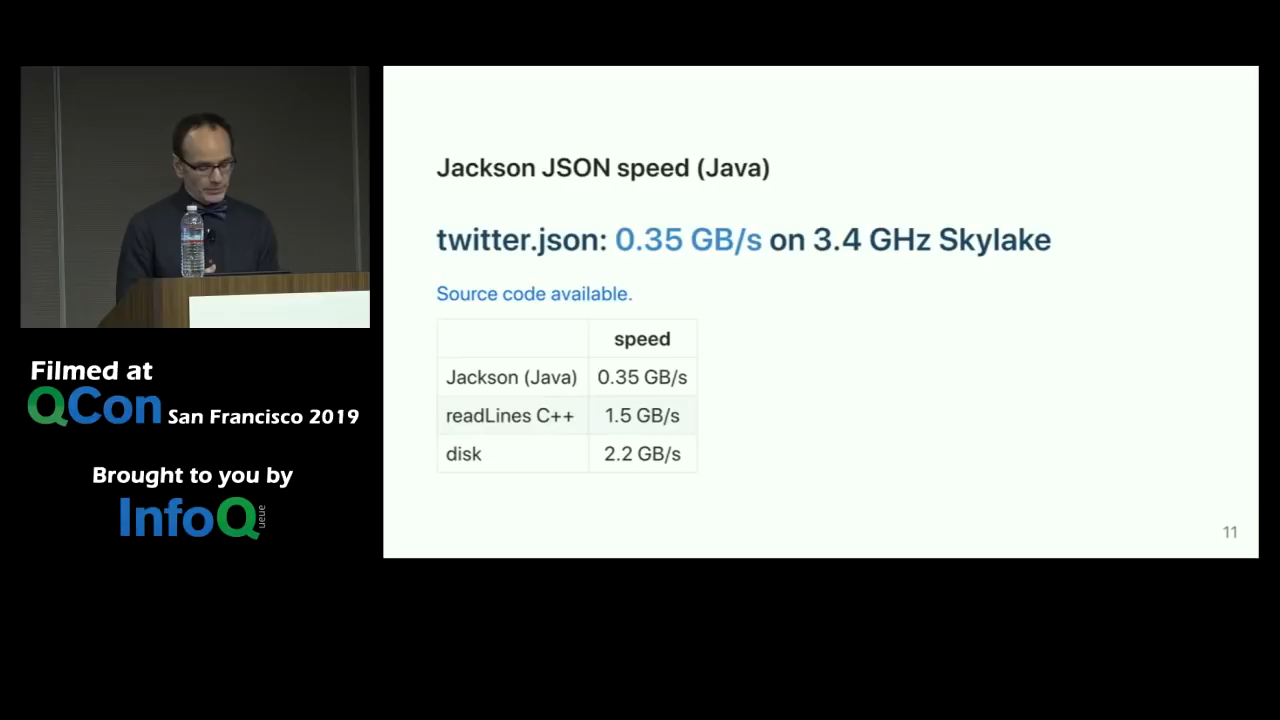 Jackson JSON speed (Java)
twitter.json: 0.35 GB/s on 3.4 GHz Skylake
Source code available.
speed
Jackson (Java) 0.35 GB/s
readLines C++ 1.5 GB/s
disk 2.2 GB/s
11
Filmed at
QCon San Francisco 2019
Brought to you by
InfoQ
ueue